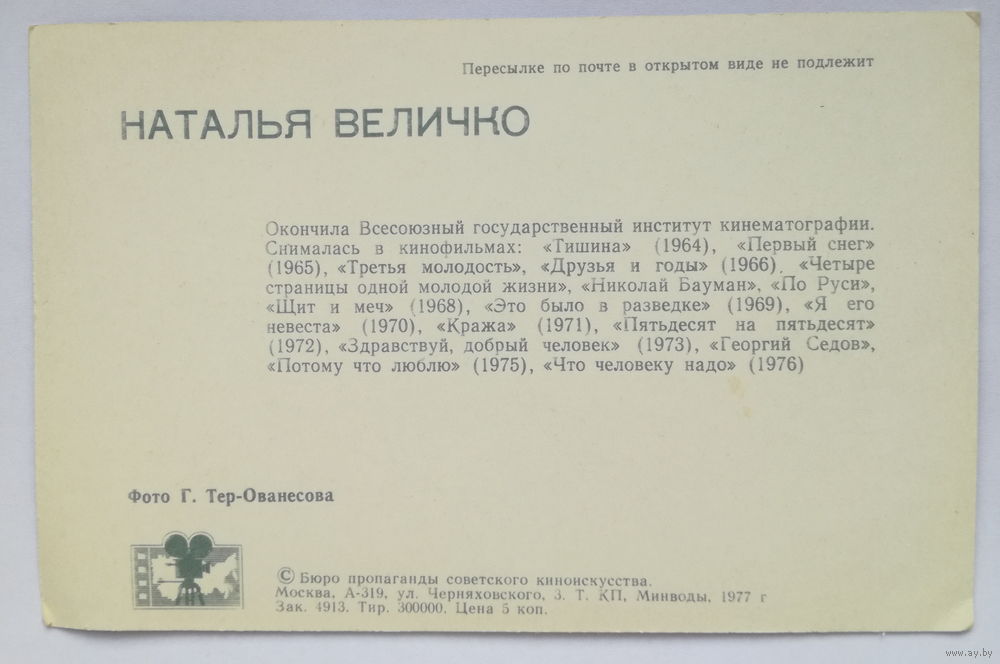 Пересылке по почте в открытом виде не подлежит
НАТАЛЬЯ ВЕЛИЧКО
Окончила Всесоюзный государственный институт кинематографии.
Снималась в кинофильмах: «Тишина» (1964), «Первый снег»
(1965), «Третья молодость», «Друзья и годы» (1966), «Четыре
страницы одной молодой жизни», «Николай Бауман», «По Руси»,
«Щит и меч» (1968), «Это было в разведке» (1969), «Я его
невеста» (1970), «Кража» (1971), «Пятьдесят на пятьдесят»
(1972), «Здравствуй, добрый человек» (1973), «Георгий Седов»,
«Потому что люблю» (1975), «Что человеку надо» (1976)
Фото Г. Тер-Ованесова
© Бюро пропаганды советского киноискусства.
Москва, А-319, ул. Черняховского, 3. Т. КП, Минводы, 1977 г
Зак. 4913. Тир. 300000. Цена 5 коп.
www.ay.by